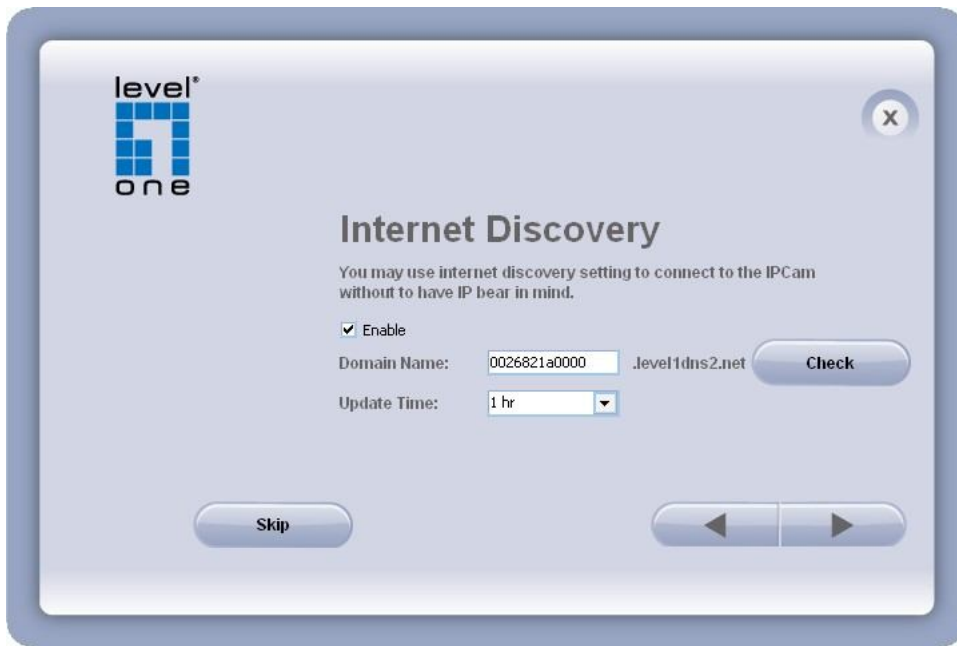 level®
one
X
Internet Discovery
You may use internet discovery setting to connect to the IPCam
without to have IP bear in mind.
Enable
Domain Name: 0026821a0000 .level1dns2.net Check
Update Time: 1 hr
Skip